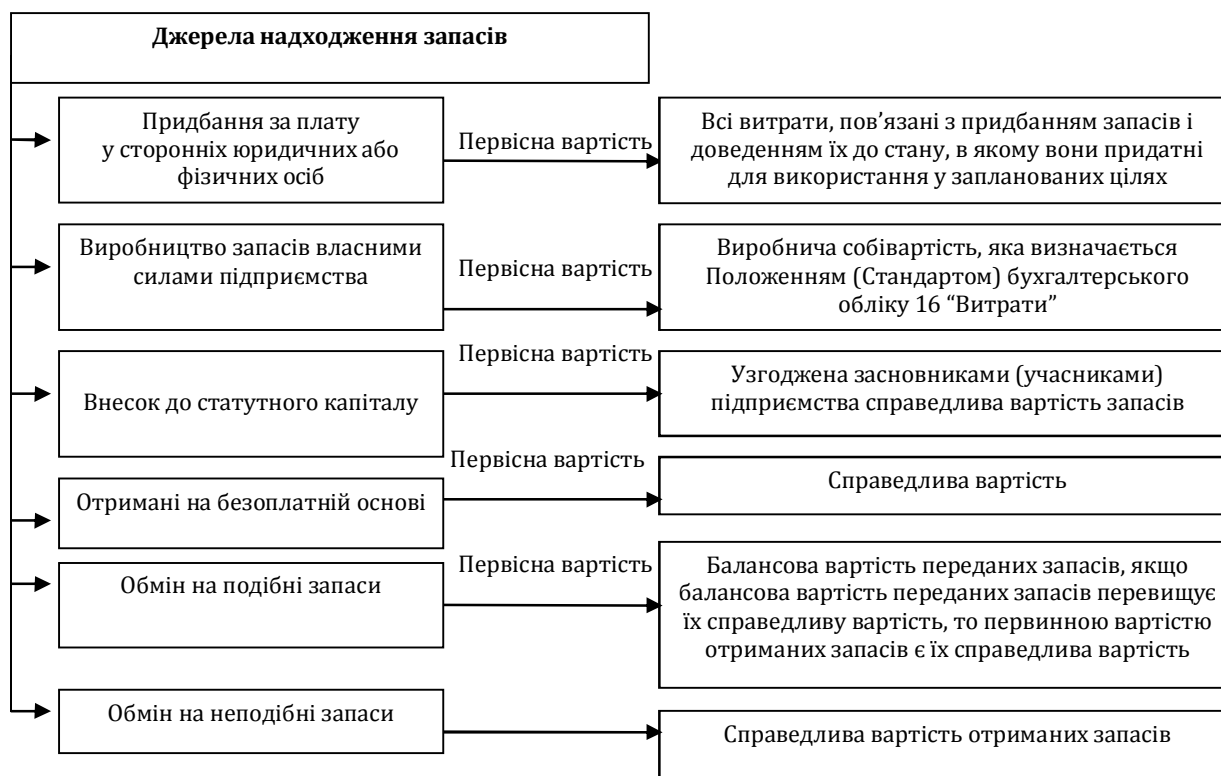 Джерела надходження запасів
Придбання за плату
у сторонніх юридичних або
фізичних осіб
Первісна вартість
Всі витрати, пов’язані з придбанням запасів і
доведенням їх до стану, в якому вони придатні
для використання у запланованих цілях
Виробництво запасів власними
силами підприємства
Первісна вартість
Виробнича собівартість, яка визначається
Положенням (Стандартом) бухгалтерського
обліку 16 “Витрати”
Внесок до статутного капіталу
Первісна вартість
Узгоджена засновниками (учасниками)
підприємства справедлива вартість запасів
Отримані на безоплатній основі
Первісна вартість
Справедлива вартість
Обмін на подібні запаси
Первісна вартість
Балансова вартість переданих запасів, якщо
балансова вартість переданих запасів перевищує
їх справедливу вартість, то первинною вартістю
отриманих запасів є їх справедлива вартість
Обмін на неподібні запаси
Справедлива вартість отриманих запасів